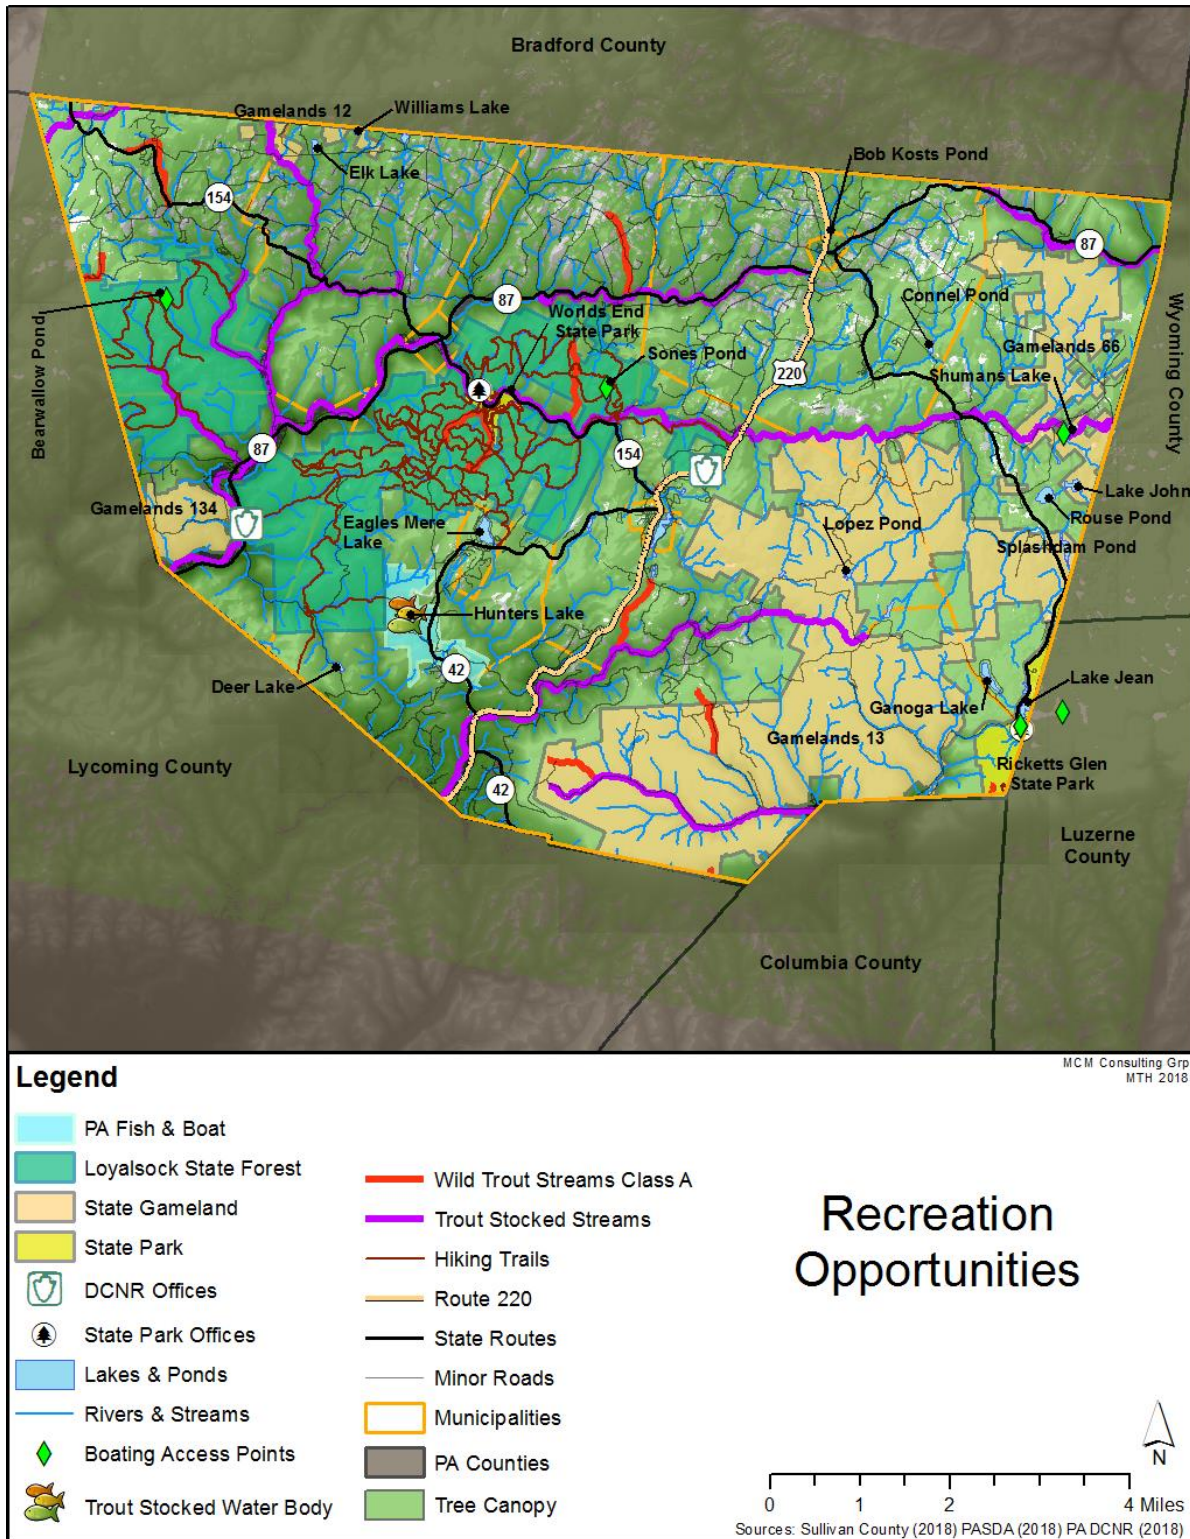 Bradford County
Gamelands 12
Williams Lake
Elk Lake
Bob Kosts Pond
154
87
87
Connel Pond
Worlds End
State Park
Sones Pond
220
Gamelands 66
Shumans Lake
Wyoming County
Bearwallow Pond
87
154
Gamelands 134
Eagles Mere
Lake
Lopez Pond
Lake John
Rouse Pond
Splashdam Pond
Hunters Lake
42
Deer Lake
Ganoga Lake
Lake Jean
Gamelands 13
Ricketts Glen
State Park
Lycoming County
42
Luzerne
County
Columbia County
MCM Consulting Grp
MTH 2018
Legend
PA Fish & Boat
Loyalsock State Forest
State Gameland
State Park
DCNR Offices
State Park Offices
Lakes & Ponds
Rivers & Streams
Boating Access Points
Trout Stocked Water Body
Wild Trout Streams Class A
Trout Stocked Streams
Hiking Trails
Route 220
State Routes
Minor Roads
Municipalities
PA Counties
Tree Canopy
Recreation
Opportunities
N
0 1 2 4 Miles
Sources: Sullivan County (2018) PASDA (2018) PA DCNR (2018)